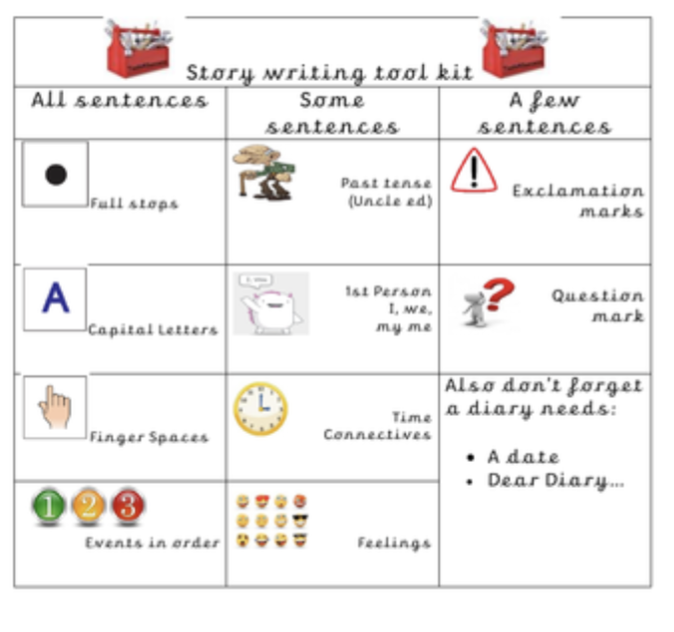 Story writing tool kit
All sentences
Some
sentences
A few
sentences
Full stops
Past tense
(Uncle ed)
Exclamation
marks
A
Capital Letters
1st Person
I, we,
my me
Question
mark
Finger Spaces
Time
Connectives
Also don't forget
a diary needs:
• A date
• Dear Diary...
1 2 3
Events in order
Feelings